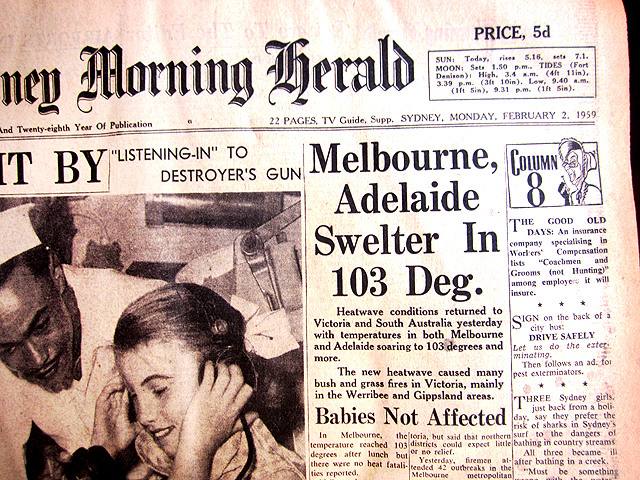 ney Morning Herald
PRICE, 5d
SUN: Today, rises 5.16, sets 7.1.
MOON: Sets 1.50 p.m. TIDES (Fort
Denison): High, 3.4 a.m. (4ft 11in),
3.39 p.m. (3ft 10in). Low, 9.40 a.m.
(1ft 5in), 9.31 p.m. (1ft 5in).
And Twenty-eighth Year Of Publication
22 PAGES, TV Guide, Supp. SYDNEY, MONDAY, FEBRUARY 2, 1959
IT BY
"LISTENING-IN" TO
DESTROYER'S GUN
Melbourne,
Adelaide
Swelter In
103 Deg.
Heatwave conditions returned to
Victoria and South Australia yesterday
with temperatures in both Melbourne
and Adelaide soaring to 103 degrees and
more.
The new heatwave caused many
bush and grass fires in Victoria, mainly
in the Werribee and Gippsland areas.
Babies Not Affected
In Melbourne, the
temperature reached 103
degrees after lunch but
there were no heat fatali-
ties reported.
toria, but said that northern
districts could expect little
or no relief.
Yesterday, firemen at-
tended 42 outbreaks in the
Melbourne metropolitan
COLUMN
8
THE GOOD OLD
DAYS: An insurance
company specialising in
Workers' Compensation
lists "Coachmen and
Grooms (not Hunting)"
among employees it will
insure.
* * *
SIGN on the back of a
city bus:
DRIVE SAFELY
Let us do the exter-
minating.
Then follows an ad. for
pest exterminators.
* * *
THREE Sydney girls,
just back from a holi-
day, say they prefer the
risk of sharks in Sydney's
surf to the dangers of
bathing in country streams
All three became ill
after bathing in a creek.
"Must be something